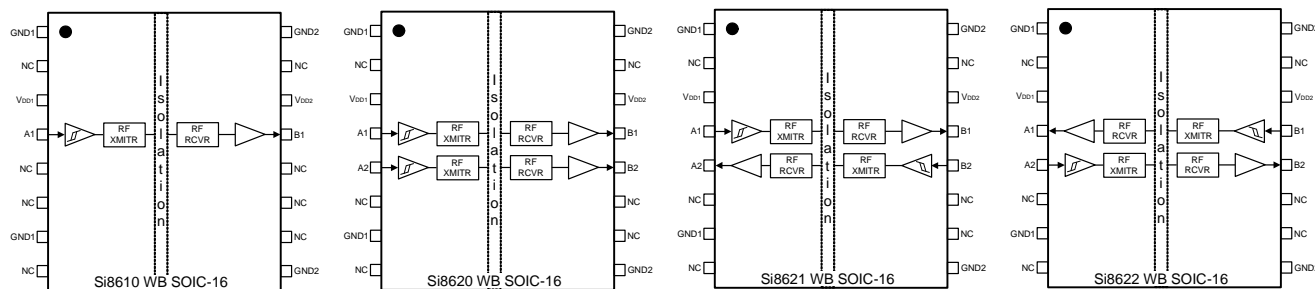 GND1
NC
VDD1
A1
NC
NC
GND1
NC
RF
XMITR
Isolation
RF
RCVR
GND2
NC
VDD2
B1
NC
NC
NC
GND2
Si8610 WB SOIC-16
GND1
NC
VDD1
A1
A2
NC
GND1
NC
RF
XMITR
RF
XMITR
Isolation
RF
RCVR
RF
RCVR
GND2
NC
VDD2
B1
B2
NC
NC
GND2
Si8620 WB SOIC-16
GND1
NC
VDD1
A1
A2
NC
GND1
NC
RF
XMITR
RF
RCVR
Isolation
RF
RCVR
RF
XMITR
GND2
NC
VDD2
B1
B2
NC
NC
GND2
Si8621 WB SOIC-16
GND1
NC
VDD1
A1
A2
NC
GND1
NC
RF
RCVR
RF
XMITR
Isolation
RF
XMITR
RF
RCVR
GND2
NC
VDD2
B1
B2
NC
NC
GND2
Si8622 WB SOIC-16